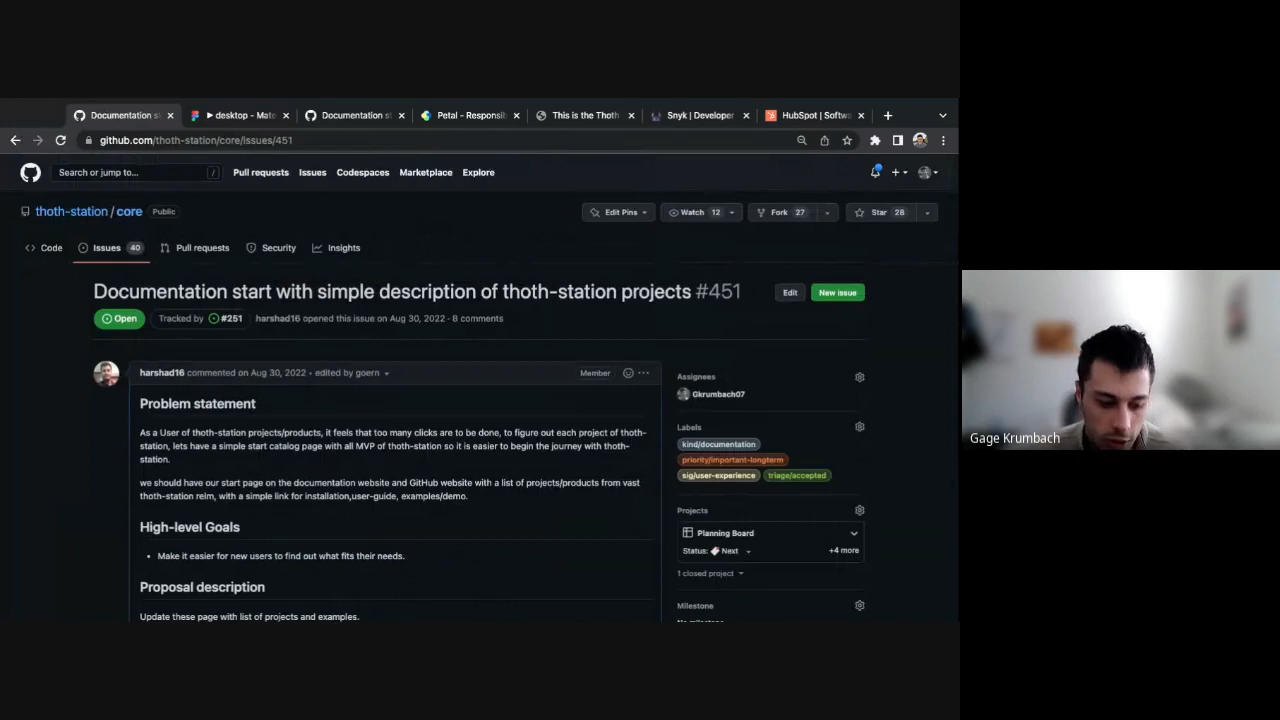 Documentation st
desktop - Mate
Documentation st
Petal - Responsi
This is the Thoth
Snyk | Developer
HubSpot | Softwa
github.com/thoth-station/core/issues/451
Search or jump to... /
Pull requests Issues Codespaces Marketplace Explore
thoth-station / core Public
Edit Pins Watch 12 Fork 27 Star 28
Code Issues 40 Pull requests Security Insights
Documentation start with simple description of thoth-station projects #451
Edit New issue
Open Tracked by #251 harshad16 opened this issue on Aug 30, 2022 · 8 comments
harshad16 commented on Aug 30, 2022 • edited by goern Member
Problem statement
As a User of thoth-station projects/products, it feels that too many clicks are to be done, to figure out each project of thoth-
station, lets have a simple start catalog page with all MVP of thoth-station so it is easier to begin the journey with thoth-
station.
we should have our start page on the documentation website and GitHub website with a list of projects/products from vast
thoth-station reim, with a simple link for installation,user-guide, examples/demo.
High-level Goals
• Make it easier for new users to find out what fits their needs.
Proposal description
Update these page with list of projects and examples.
Assignees
Gkrumbach07
Labels
kind/documentation
priority/important-longterm
sig/user-experience triage/accepted
Projects
Planning Board
Status: Next +4 more
1 closed project
Milestone
Gage Krumbach